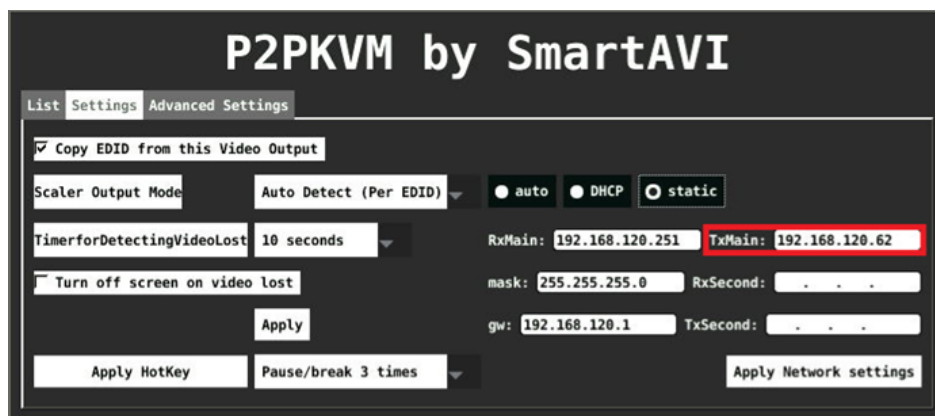 P2PKVM by SmartAVI
List Settings Advanced Settings
Copy EDID from this Video Output
Scaler Output Mode Auto Detect (Per EDID) auto DHCP static
TimerforDetectingVideoLost 10 seconds RxMain: 192.168.120.251 TxMain: 192.168.120.62
Turn off screen on video lost mask: 255.255.255.0 RxSecond: . . .
Apply gw: 192.168.120.1 TxSecond: . . .
Apply HotKey Pause/break 3 times Apply Network settings